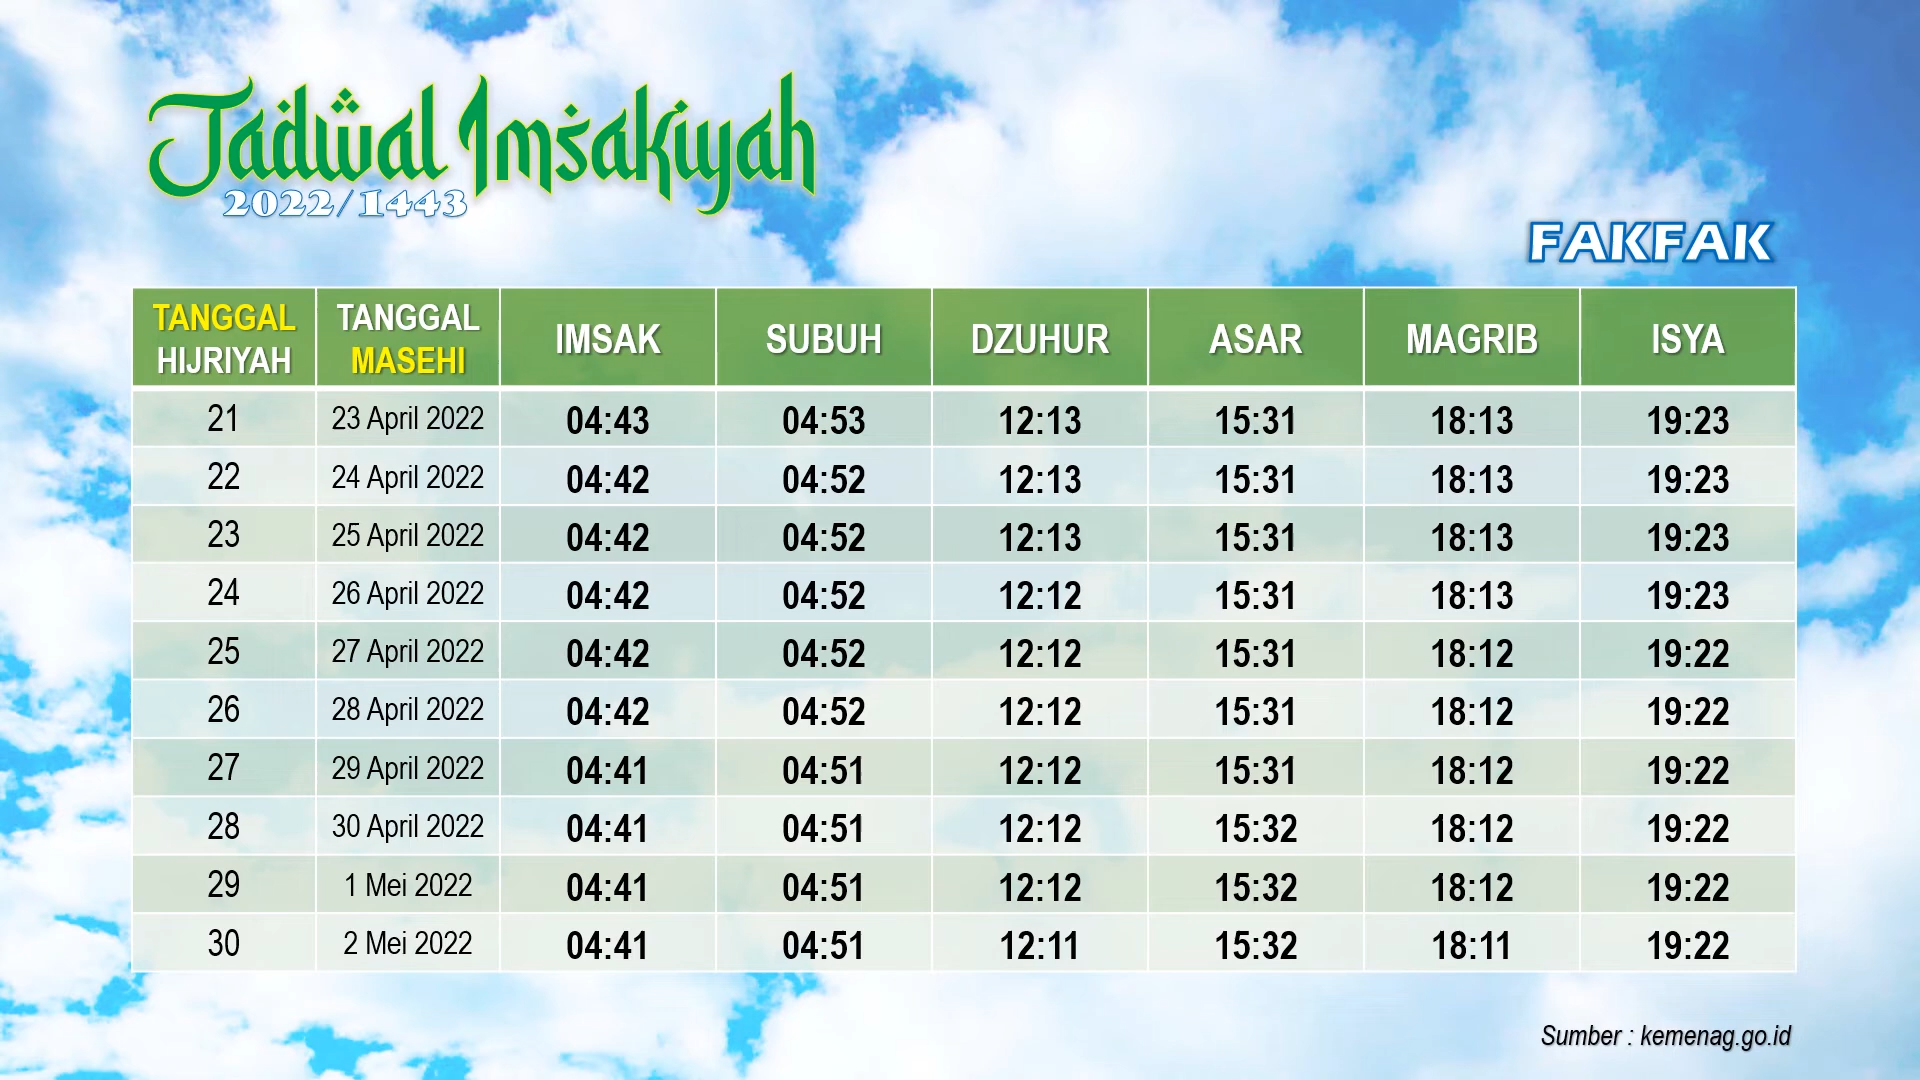 Jadwal Imsakiyah
2022/1443
FAKFAK
TANGGAL HIJRIYAH TANGGAL MASEHI IMSAK SUBUH DZUHUR ASAR MAGRIB ISYA
21 23 April 2022 04:43 04:53 12:13 15:31 18:13 19:23
22 24 April 2022 04:42 04:52 12:13 15:31 18:13 19:23
23 25 April 2022 04:42 04:52 12:13 15:31 18:13 19:23
24 26 April 2022 04:42 04:52 12:12 15:31 18:13 19:23
25 27 April 2022 04:42 04:52 12:12 15:31 18:12 19:22
26 28 April 2022 04:42 04:52 12:12 15:31 18:12 19:22
27 29 April 2022 04:41 04:51 12:12 15:31 18:12 19:22
28 30 April 2022 04:41 04:51 12:12 15:32 18:12 19:22
29 1 Mei 2022 04:41 04:51 12:12 15:32 18:12 19:22
30 2 Mei 2022 04:41 04:51 12:11 15:32 18:11 19:22
Sumber : kemenag.go.id